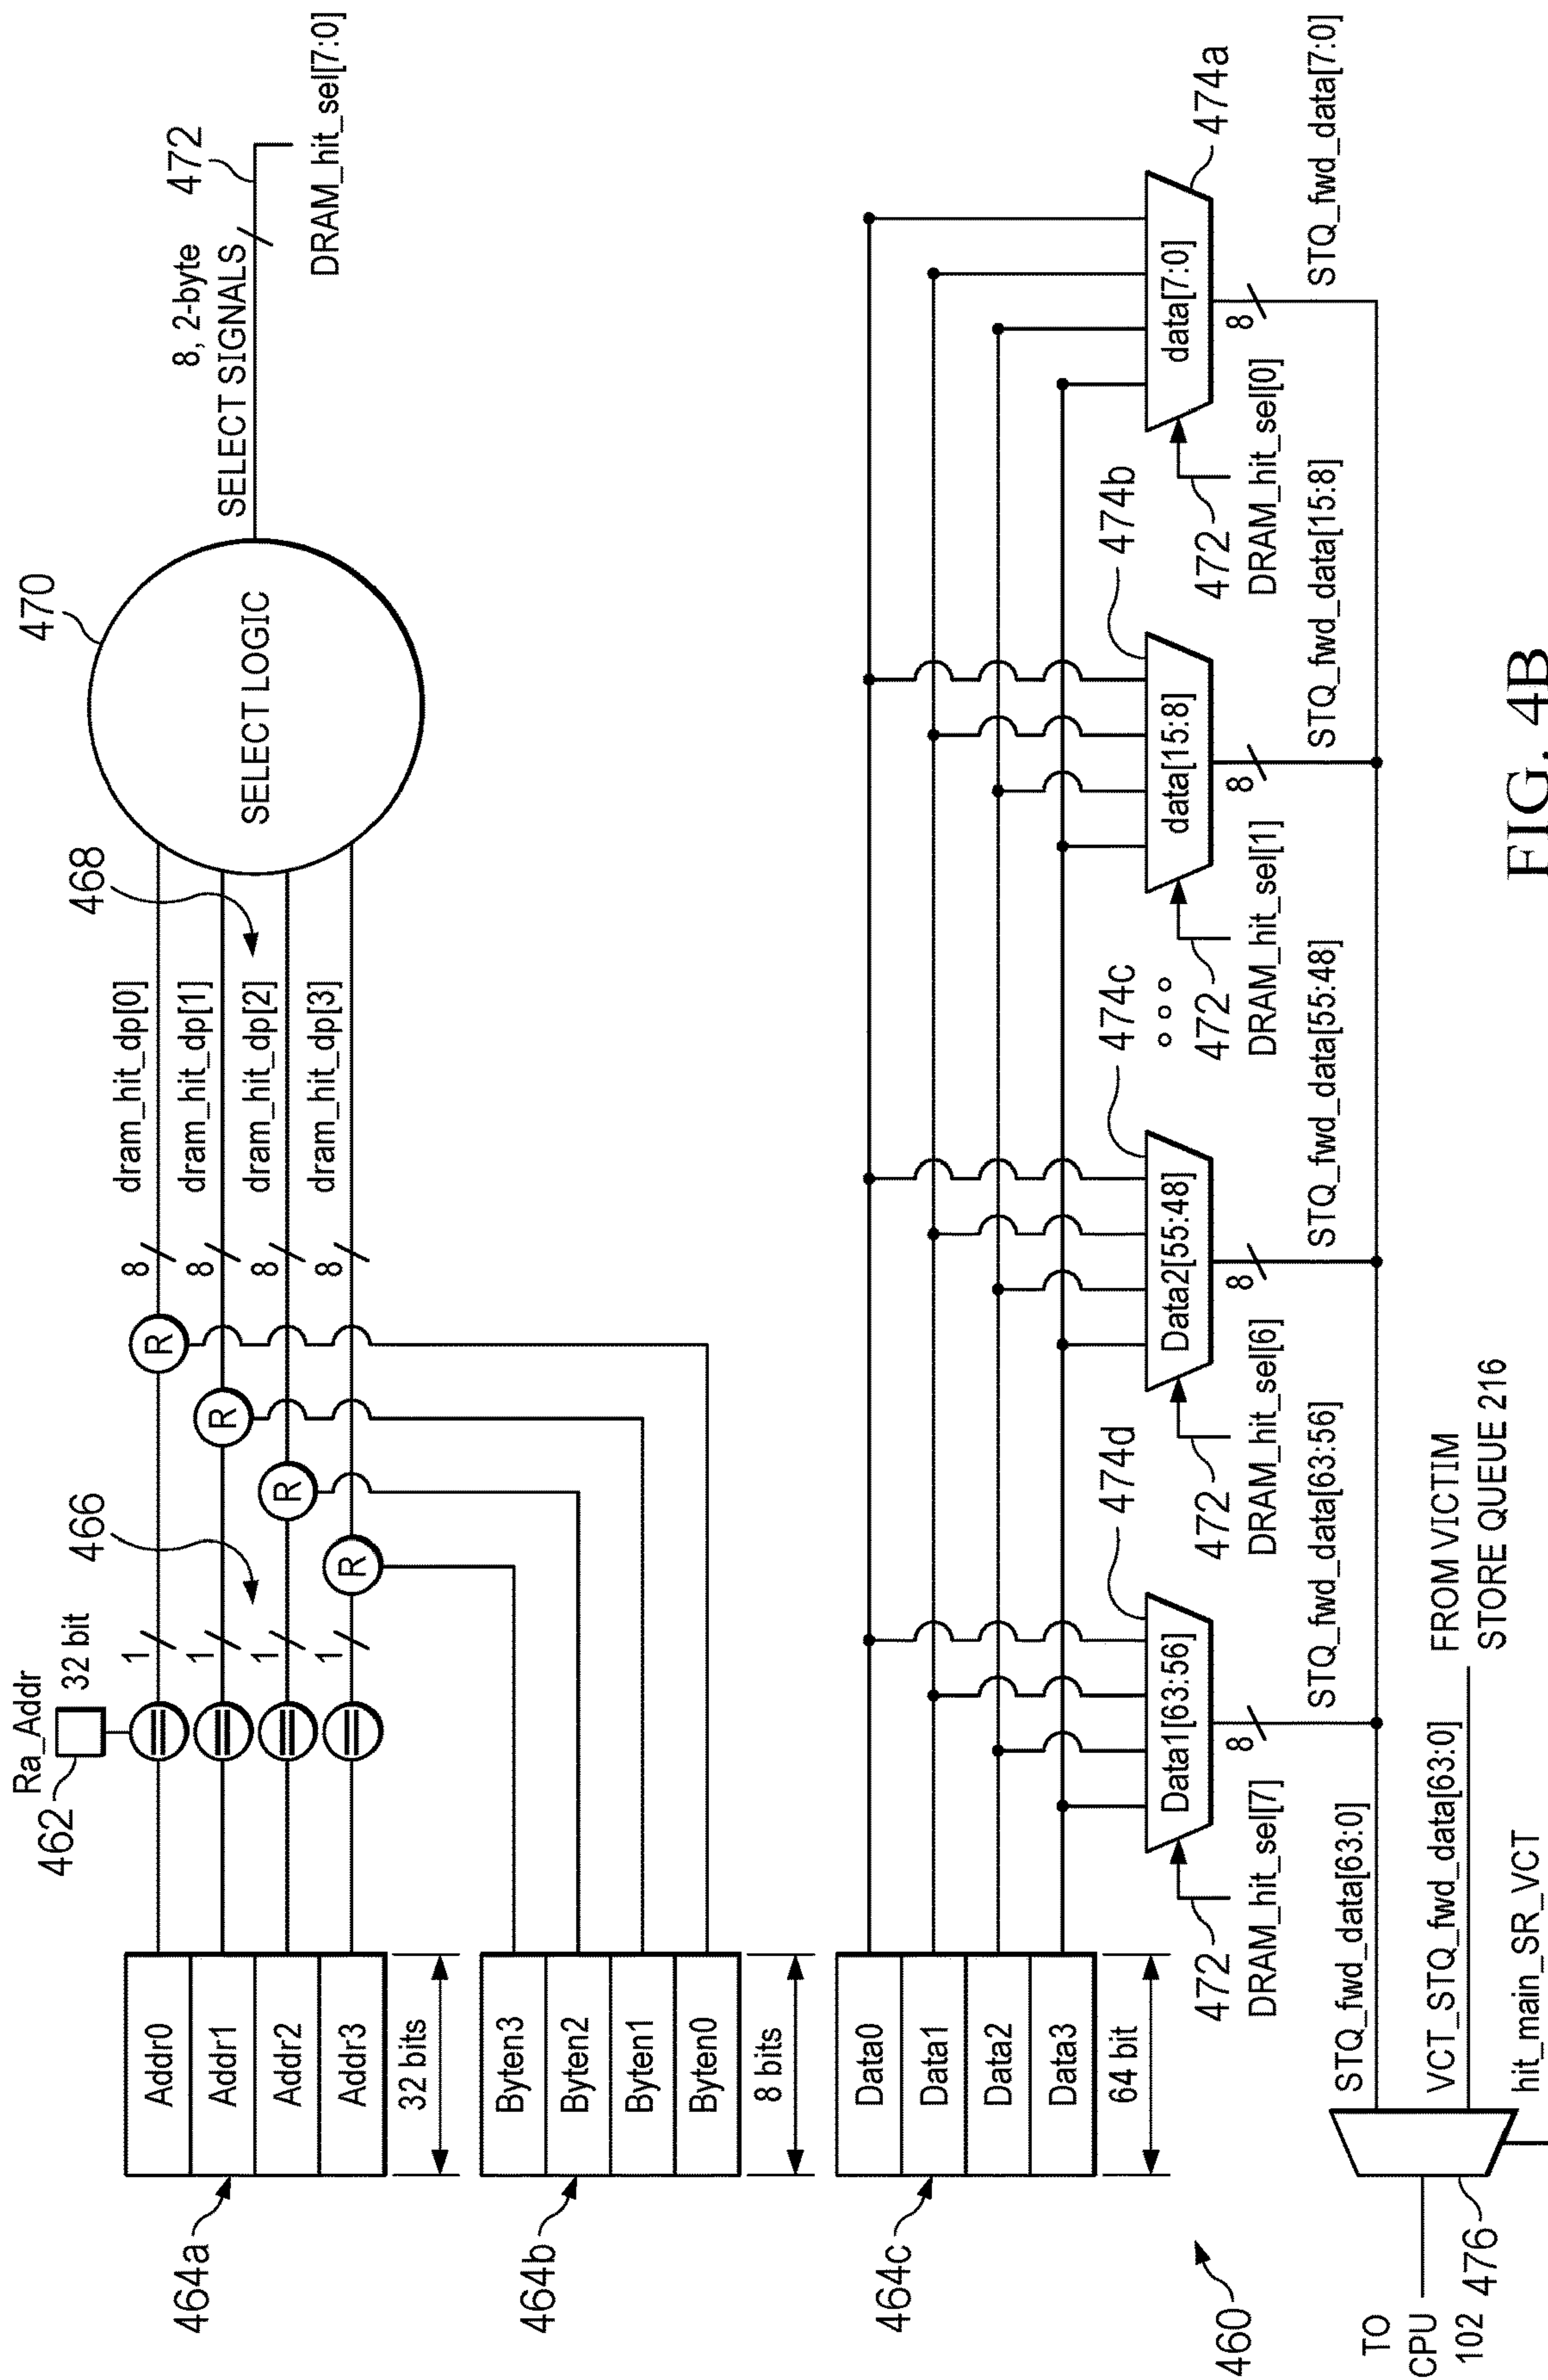 Ra_Addr
462
32 bit
464a
Addr0
Addr1
Addr2
Addr3
32 bits
1
1
1
1
466
R
R
R
R
8
8
8
8
dram_hit_dp[0]
dram_hit_dp[1]
dram_hit_dp[2]
dram_hit_dp[3]
468
470
SELECT LOGIC
8, 2-byte
SELECT SIGNALS
472
DRAM_hit_sel[7:0]
464b
Byten3
Byten2
Byten1
Byten0
8 bits
464c
Data0
Data1
Data2
Data3
64 bit
460
474d
Data1[63:56]
472
DRAM_hit_sel[7]
8
STQ_fwd_data[63:56]
474c
Data2[55:48]
472
DRAM_hit_sel[6]
8
STQ_fwd_data[55:48]
474b
data[15:8]
472
DRAM_hit_sel[1]
8
STQ_fwd_data[15:8]
474a
data[7:0]
472
DRAM_hit_sel[0]
8
STQ_fwd_data[7:0]
STQ_fwd_data[63:0]
VCT_STQ_fwd_data[63:0]
FROM VICTIM
STORE QUEUE 216
hit_main_SR_VCT
TO
CPU
102
476
FIG. 4B